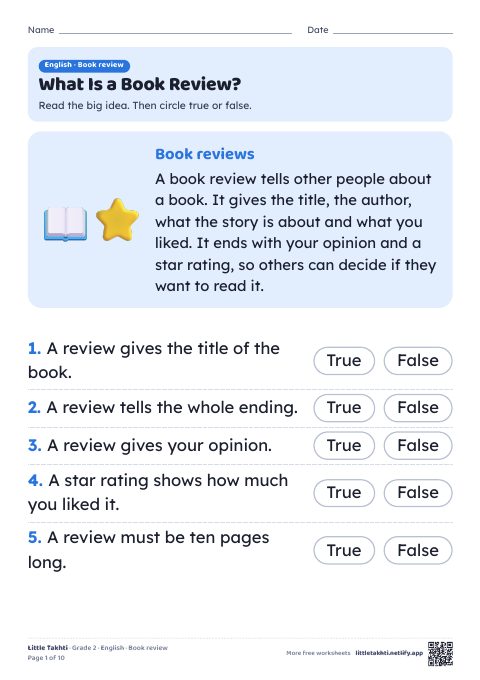 Name
Date
English · Book review
What Is a Book Review?
Read the big idea. Then circle true or false.
Book reviews
A book review tells other people about
a book. It gives the title, the author,
what the story is about and what you
liked. It ends with your opinion and a
star rating, so others can decide if they
want to read it.
1. A review gives the title of the
book.
True False
2. A review tells the whole ending. True False
3. A review gives your opinion. True False
4. A star rating shows how much
you liked it.
True False
5. A review must be ten pages
long.
True False
Little Takhti · Grade 2 · English · Book review
Page 1 of 10
More free worksheets · littletakhti.netlify.app